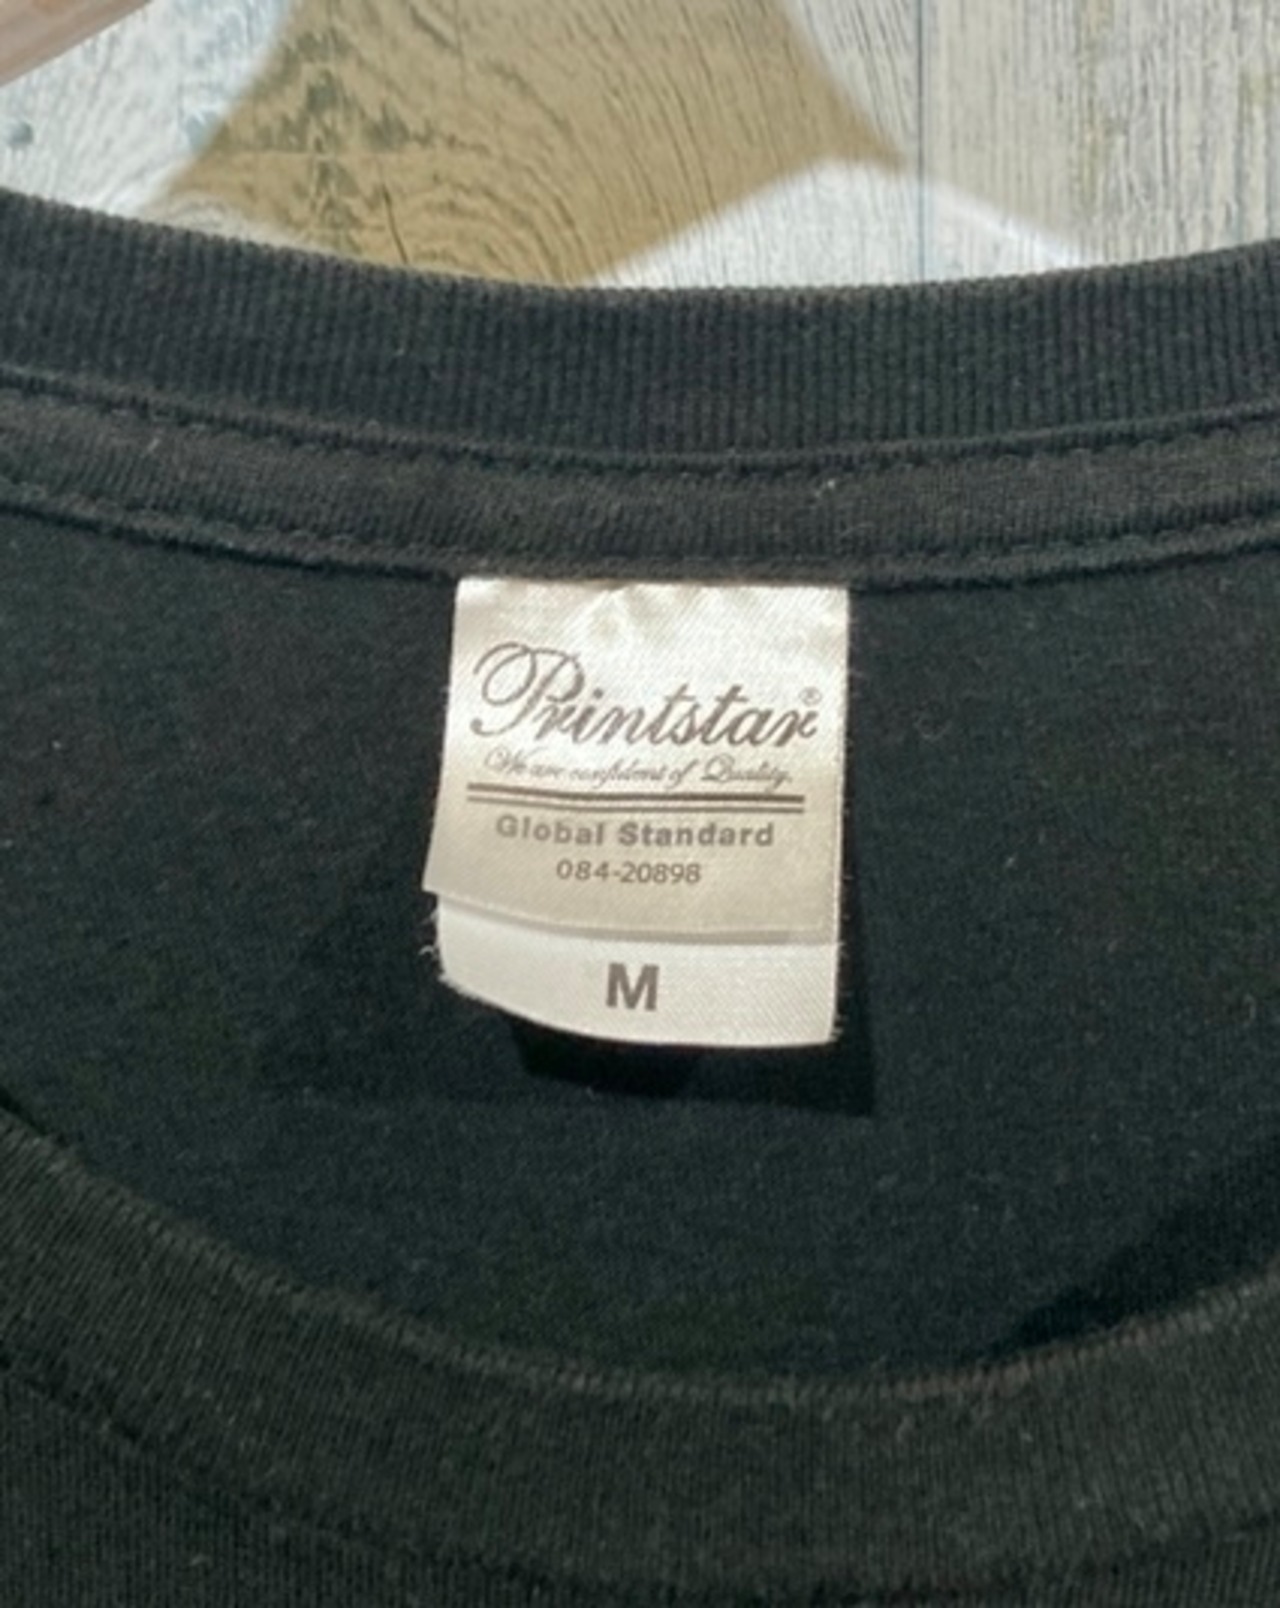 Printstar®
We are confident of Quality.
Global Standard
084-20898
M